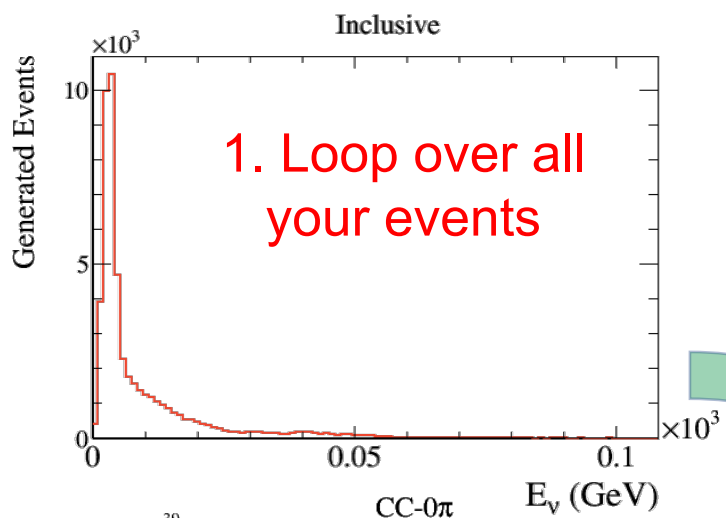 Inclusive
×10³
Generated Events
10
5
0
1. Loop over all
your events
0
0.05
0.1
×10³
E_ν (GeV)
CC-0π
39